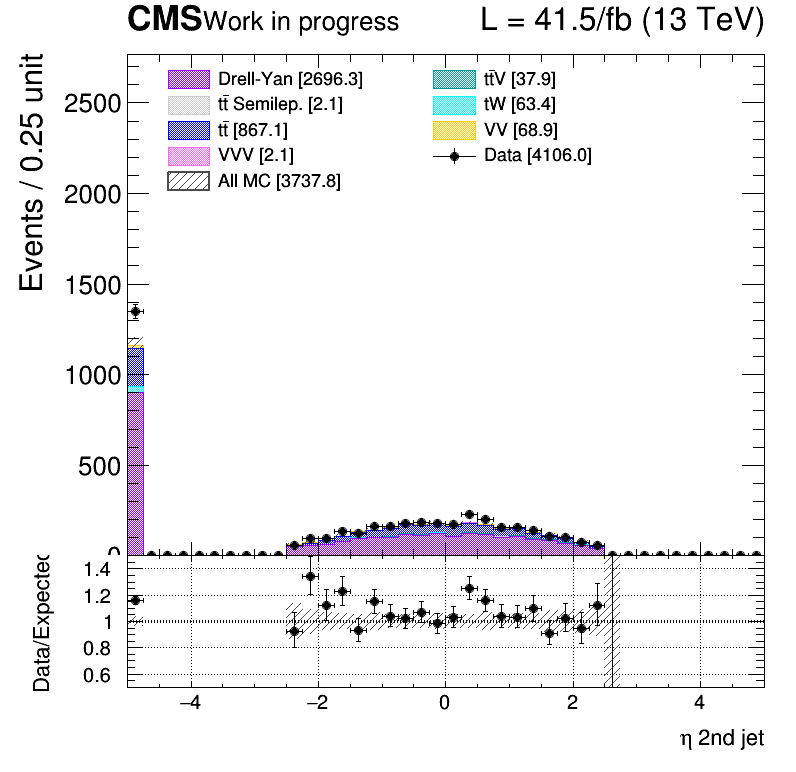 CMS Work in progress L = 41.5/fb (13 TeV)
Events / 0.25 unit
2500
2000
1500
1000
500
0
Drell-Yan [2696.3]
tt̄ Semilep. [2.1]
tt̄ [867.1]
VVV [2.1]
All MC [3737.8]
tt̄V [37.9]
tW [63.4]
VV [68.9]
Data [4106.0]
Data/Expected
1.4
1.2
1
0.8
0.6
−4 −2 0 2 4
η 2nd jet